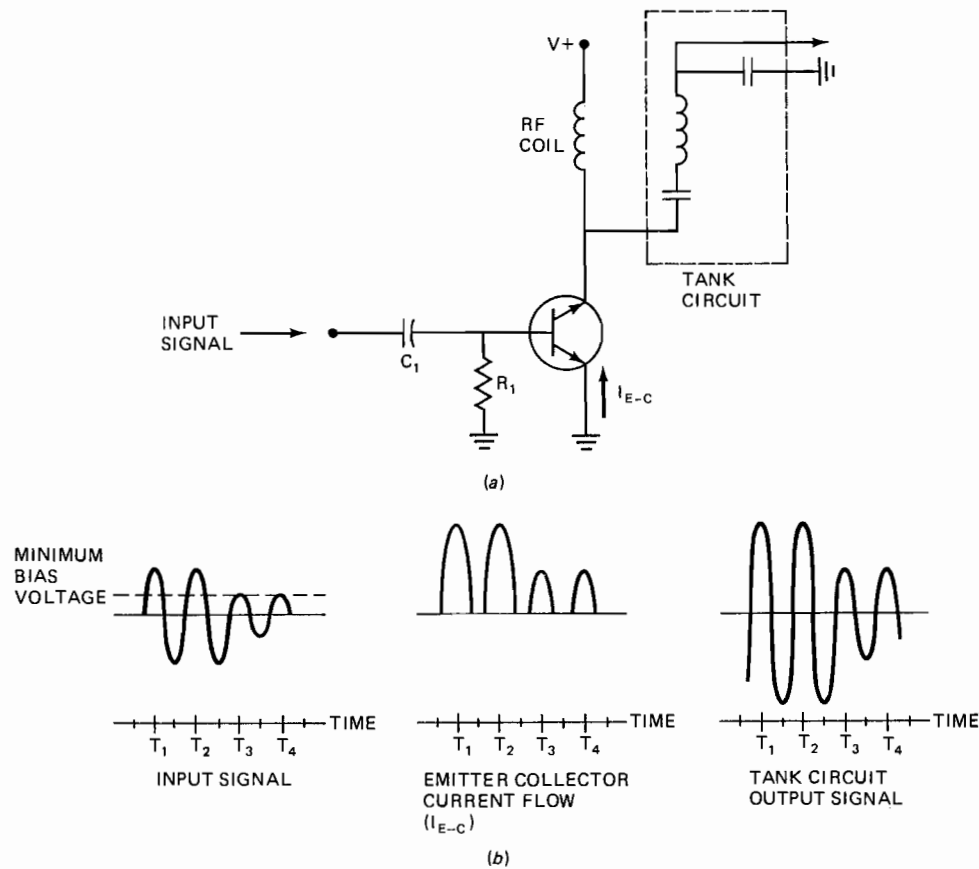 V+
RF
COIL
TANK
CIRCUIT
INPUT
SIGNAL
C1
R1
IE-C
(a)
MINIMUM
BIAS
VOLTAGE
TIME
T1 T2 T3 T4
INPUT SIGNAL
TIME
T1 T2 T3 T4
EMITTER COLLECTOR
CURRENT FLOW
(IE-C)
TIME
T1 T2 T3 T4
TANK CIRCUIT
OUTPUT SIGNAL
(b)